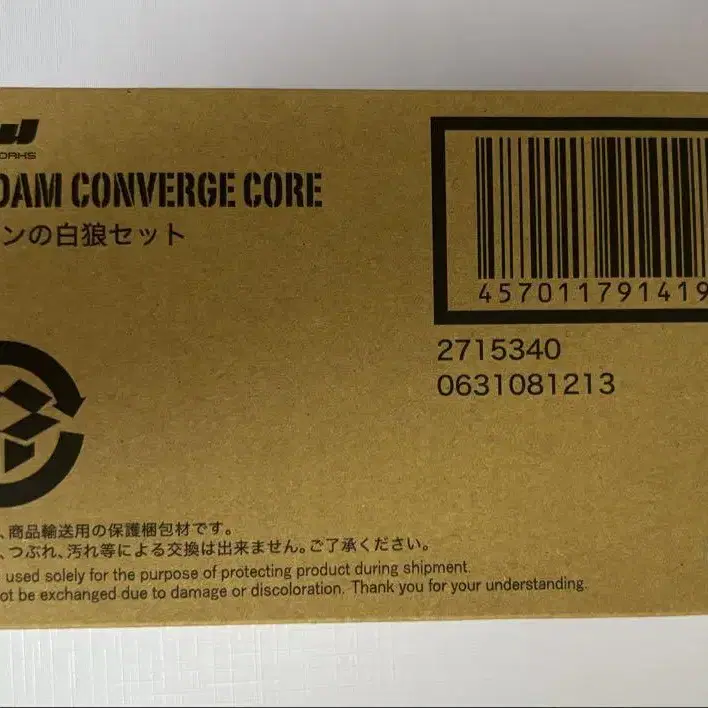 ORKS
DAM CONVERGE CORE
ンの白狼セット
457011791419
2715340
0631081213
、商品輸送用の保護梱包材です。
、つぶれ、汚れ等による交換は出来ません。ご了承ください。
used solely for the purpose of protecting product during shipment.
ot be exchanged due to damage or discoloration. Thank you for your understanding.